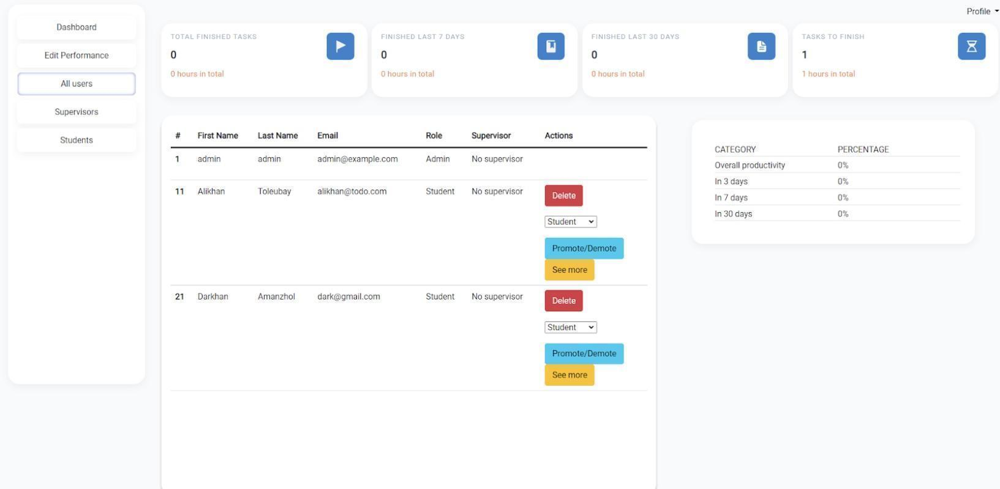 Profile
Dashboard
Edit Performance
All users
Supervisors
Students
TOTAL FINISHED TASKS
0
0 hours in total
FINISHED LAST 7 DAYS
0
0 hours in total
FINISHED LAST 30 DAYS
0
0 hours in total
TASKS TO FINISH
1
1 hours in total
# First Name Last Name Email Role Supervisor Actions
1 admin admin admin@example.com Admin No supervisor
11 Alikhan Toleubay alikhan@todo.com Student No supervisor Delete
Student
Promote/Demote
See more
21 Darkhan Amanzhol dark@gmail.com Student No supervisor Delete
Student
Promote/Demote
See more
CATEGORY PERCENTAGE
Overall productivity 0%
In 3 days 0%
In 7 days 0%
In 30 days 0%